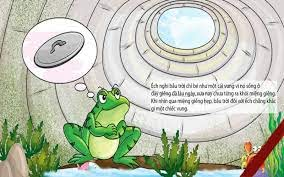 Ếch nghĩ bầu trời chỉ bé như một cái vung vì nó sống ở
đáy giếng đã lâu ngày, xưa nay chưa từng ra khỏi miệng giếng.
Khi nhìn qua miệng giếng hẹp, bầu trời đối với ếch chẳng khác
gì một chiếc vung.